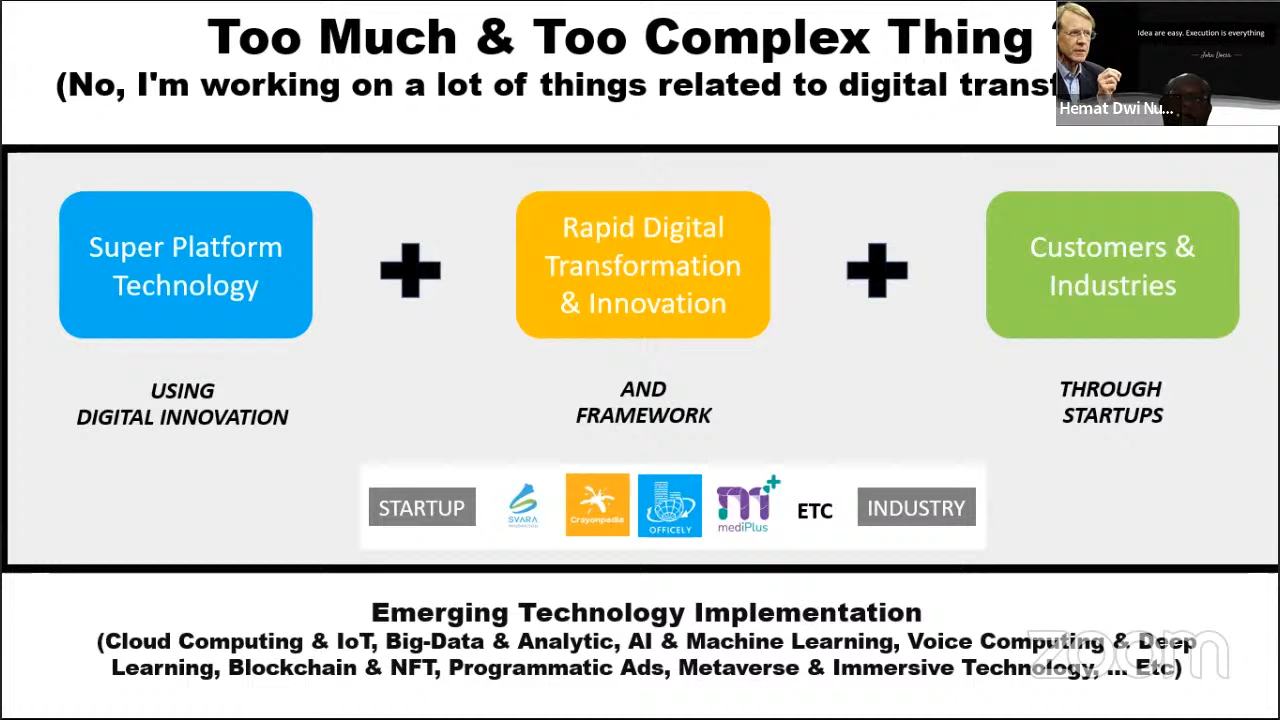 Too Much & Too Complex Thing
(No, I'm working on a lot of things related to digital transf
Idea are easy. Execution is everything
John Doerr
Hemat Dwi Nu...
Super Platform
Technology
Rapid Digital
Transformation
& Innovation
Customers &
Industries
USING
DIGITAL INNOVATION
AND
FRAMEWORK
THROUGH
STARTUPS
STARTUP
SVARA
Crayonpedia
OFFICELY
mediPlus
ETC
INDUSTRY
Emerging Technology Implementation
(Cloud Computing & IoT, Big-Data & Analytic, AI & Machine Learning, Voice Computing & Deep
Learning, Blockchain & NFT, Programmatic Ads, Metaverse & Immersive Technology, ... Etc)
zoom